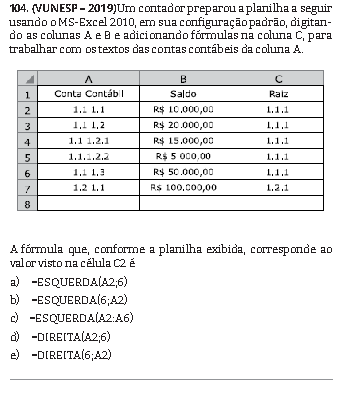 104. (VUNESP – 2019)Um contador preparou a planilha a seguir
usando o MS-Excel 2010, em sua configuração padrão, digitan-
do as colunas A e B e adicionando fórmulas na coluna C, para
trabalhar com os textos das contas contábeis da coluna A.
A B C
1 Conta Contábil Saldo Raiz
2 1.1 1.1 R$ 10.000,00 1.1.1
3 1.1 1.2 R$ 20.000,00 1.1.1
4 1.1 1.2.1 R$ 15.000,00 1.1.1
5 1.1.1.2.2 R$ 5 000,00 1.1.1
6 1.1 1.3 R$ 50.000,00 1.1.1
7 1.2 1.1 R$ 100.000,00 1.2.1
8
A fórmula que, conforme a planilha exibida, corresponde ao
valor visto na célula C2 é
a) =ESQUERDA(A2;6)
b) =ESQUERDA(6;A2)
c) =ESQUERDA(A2:A6)
d) =DIREITA(A2;6)
e) =DIREITA(6;A2)